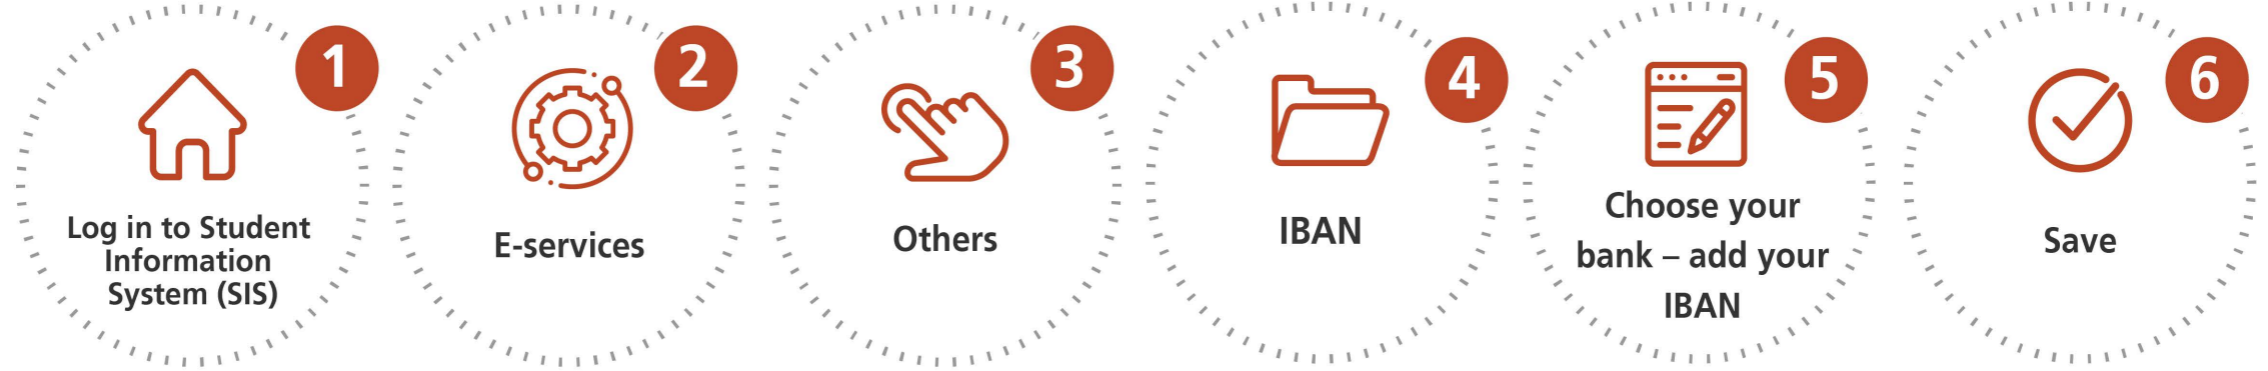 1
Log in to Student
Information
System (SIS)
2
E-services
3
Others
4
IBAN
5
Choose your
bank – add your
IBAN
6
Save